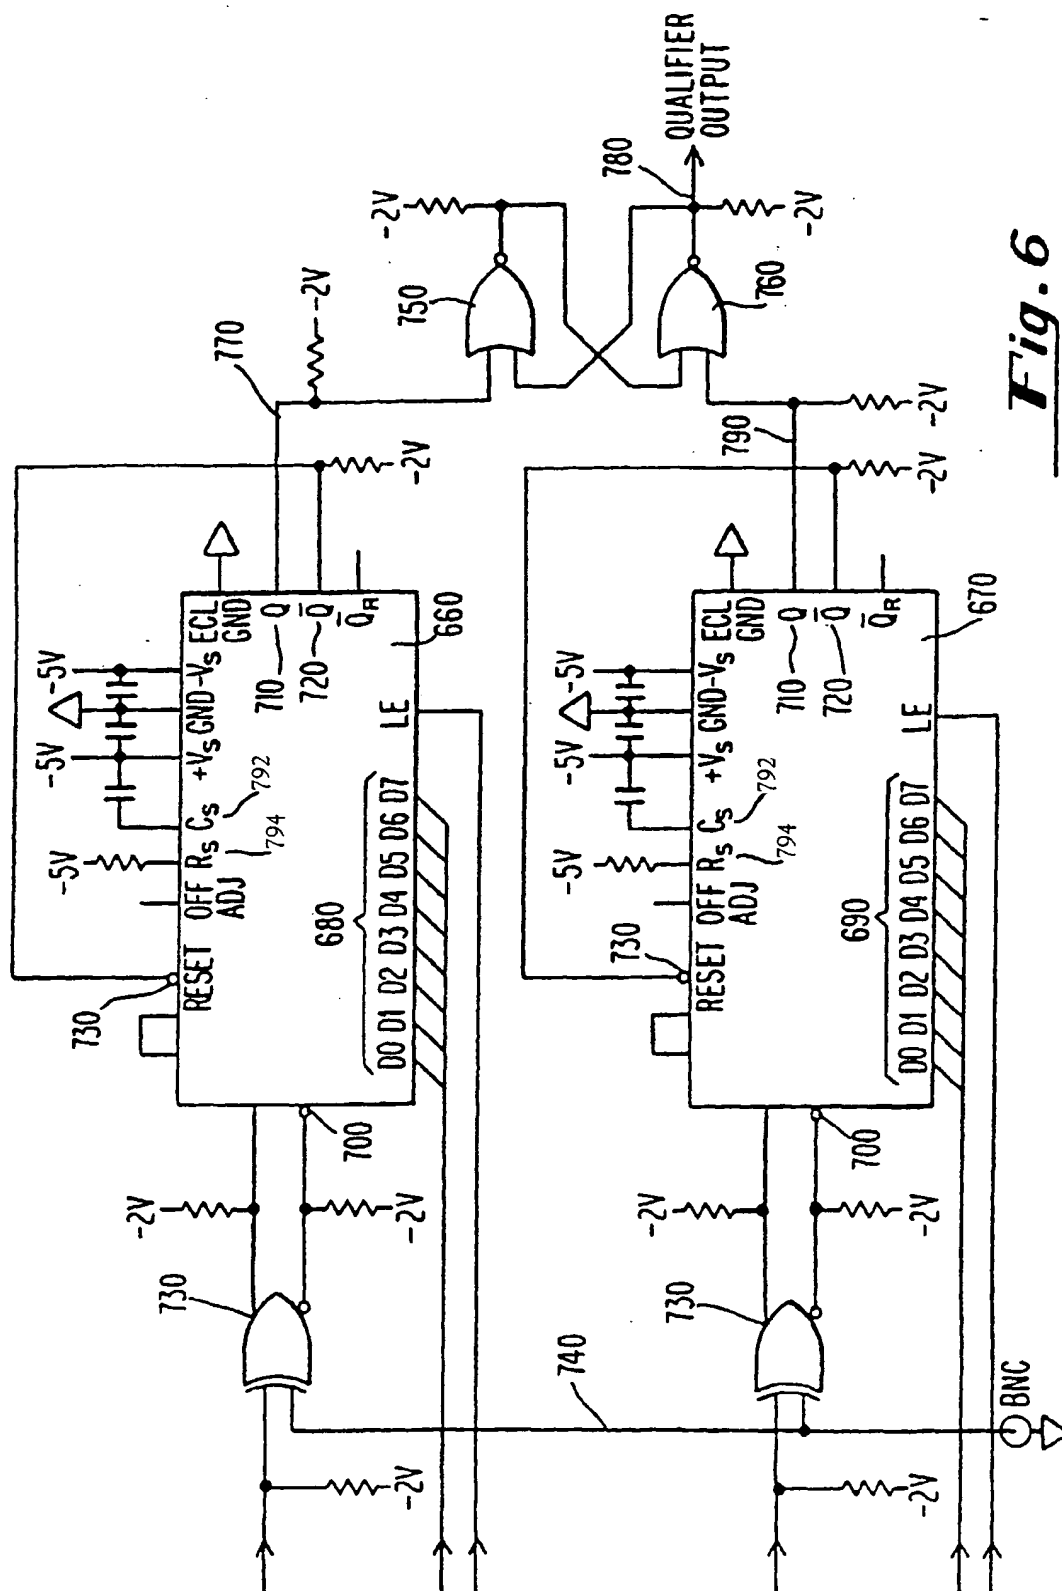 -5V -5V -5V
730
-2V
730
RESET OFF ADJ RS CS +VS GND -VS ECL GND
770
794 792
710 Q
-2V
720 Q̄
680
700
Q̄R
D0 D1 D2 D3 D4 D5 D6 D7
LE
-2V
-2V
-2V
-2V
750
660
740
-5V -5V -5V
730
780
-2V
730
QUALIFIER
OUTPUT
RESET OFF ADJ RS CS +VS GND -VS ECL GND
790
794 792
710 Q
760
-2V
720 Q̄
690
700
Q̄R
D0 D1 D2 D3 D4 D5 D6 D7
LE
-2V
-2V
-2V
-2V
670
BNC
Fig. 6